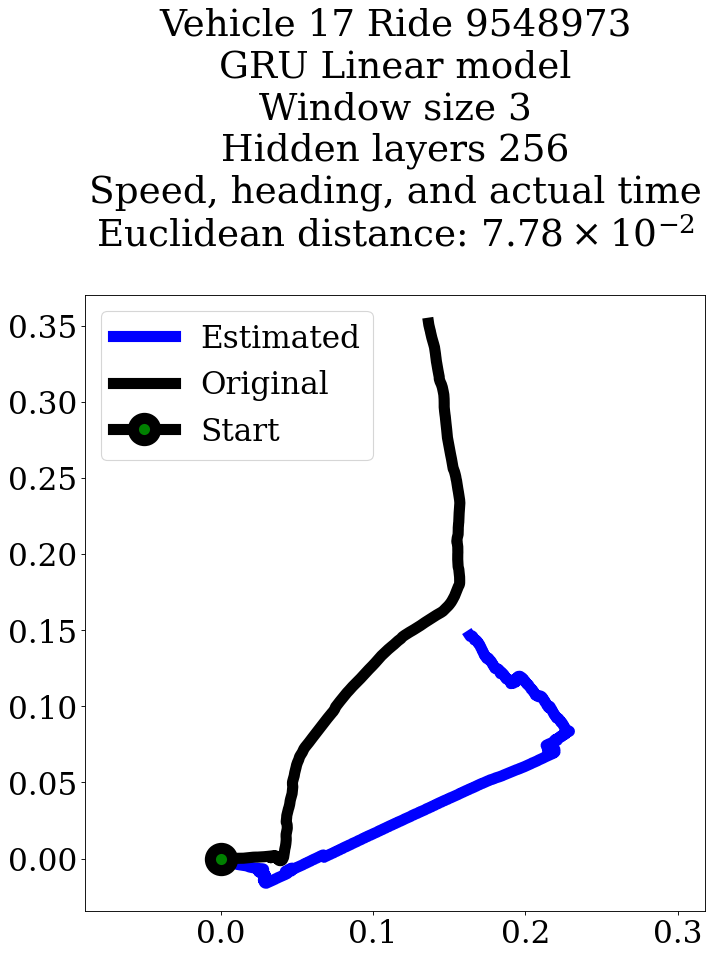 Vehicle 17 Ride 9548973
GRU Linear model
Window size 3
Hidden layers 256
Speed, heading, and actual time
Euclidean distance: 7.78 × 10⁻²
Estimated
Original
Start
0.35
0.30
0.25
0.20
0.15
0.10
0.05
0.00
0.0 0.1 0.2 0.3